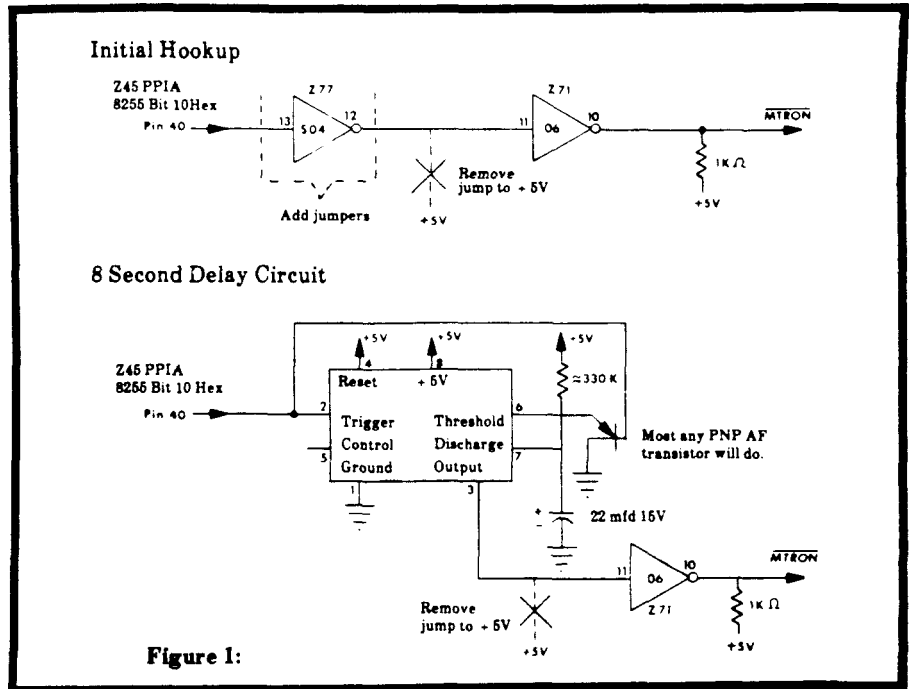 Initial Hookup
Z45 PPIA
8255 Bit 10 Hex
Pin 40
Z77
13
S04
12
Add jumpers
Remove
jump to + 5V
+5V
Z71
11
06
10
MTRON
1KΩ
+5V
8 Second Delay Circuit
Z45 PPIA
8255 Bit 10 Hex
Pin 40
+5V
+5V
+5V
4
8
Reset
+ 5V
≈330 K
2
Trigger
Threshold
6
Control
Discharge
5
7
Ground
Output
1
3
Most any PNP AF
transistor will do.
+
−
22 mfd 15V
Remove
jump to + 5V
+5V
11
06
10
Z71
MTRON
1K Ω
+5V
Figure 1: